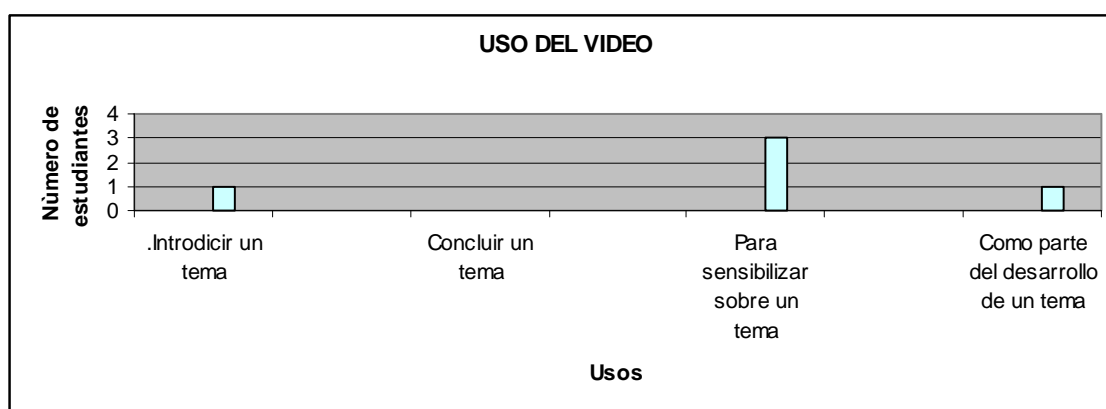 USO DEL VIDEO
Nùmero de
estudiantes
4
3
2
1
0
.Introdicir un
tema
Concluir un
tema
Para
sensibilizar
sobre un
tema
Como parte
del desarrollo
de un tema
Usos